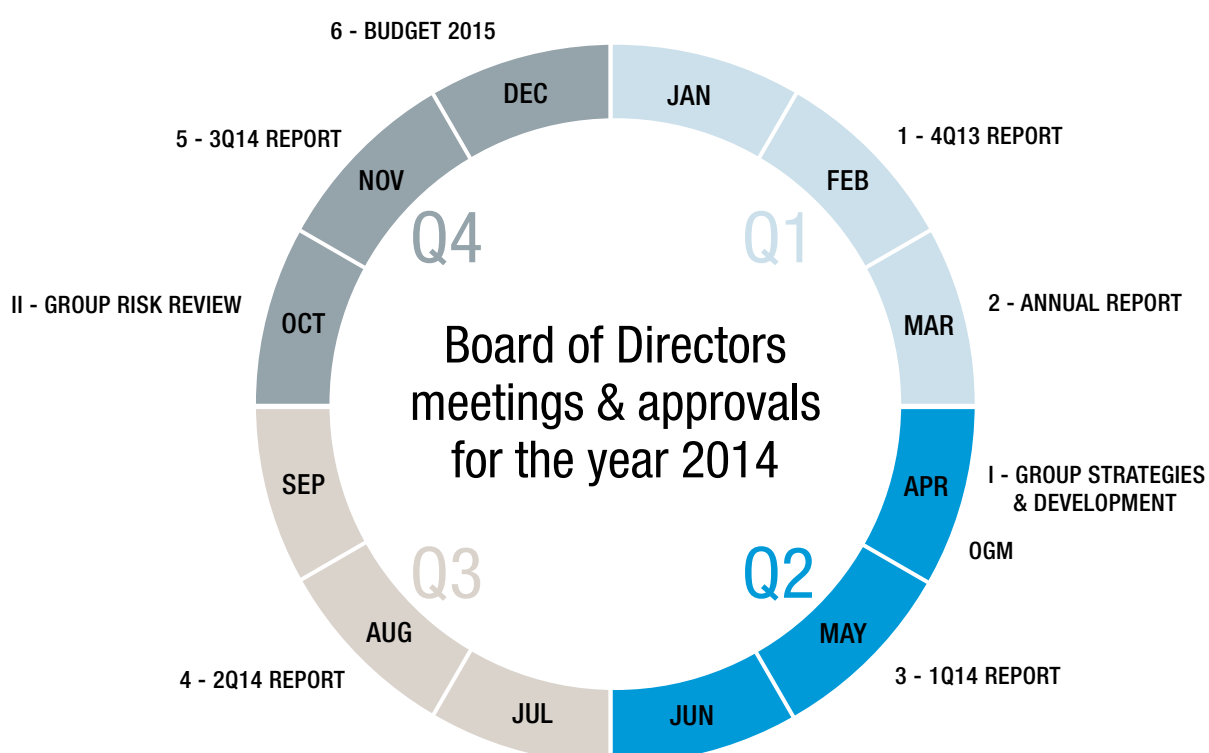 6 - BUDGET 2015
DEC
JAN
5 - 3Q14 REPORT
1 - 4Q13 REPORT
NOV
FEB
Q4
Q1
II - GROUP RISK REVIEW
OCT
MAR
2 - ANNUAL REPORT
Board of Directors
meetings & approvals
for the year 2014
SEP
APR
I - GROUP STRATEGIES
& DEVELOPMENT
OGM
Q3
Q2
AUG
MAY
4 - 2Q14 REPORT
3 - 1Q14 REPORT
JUL
JUN